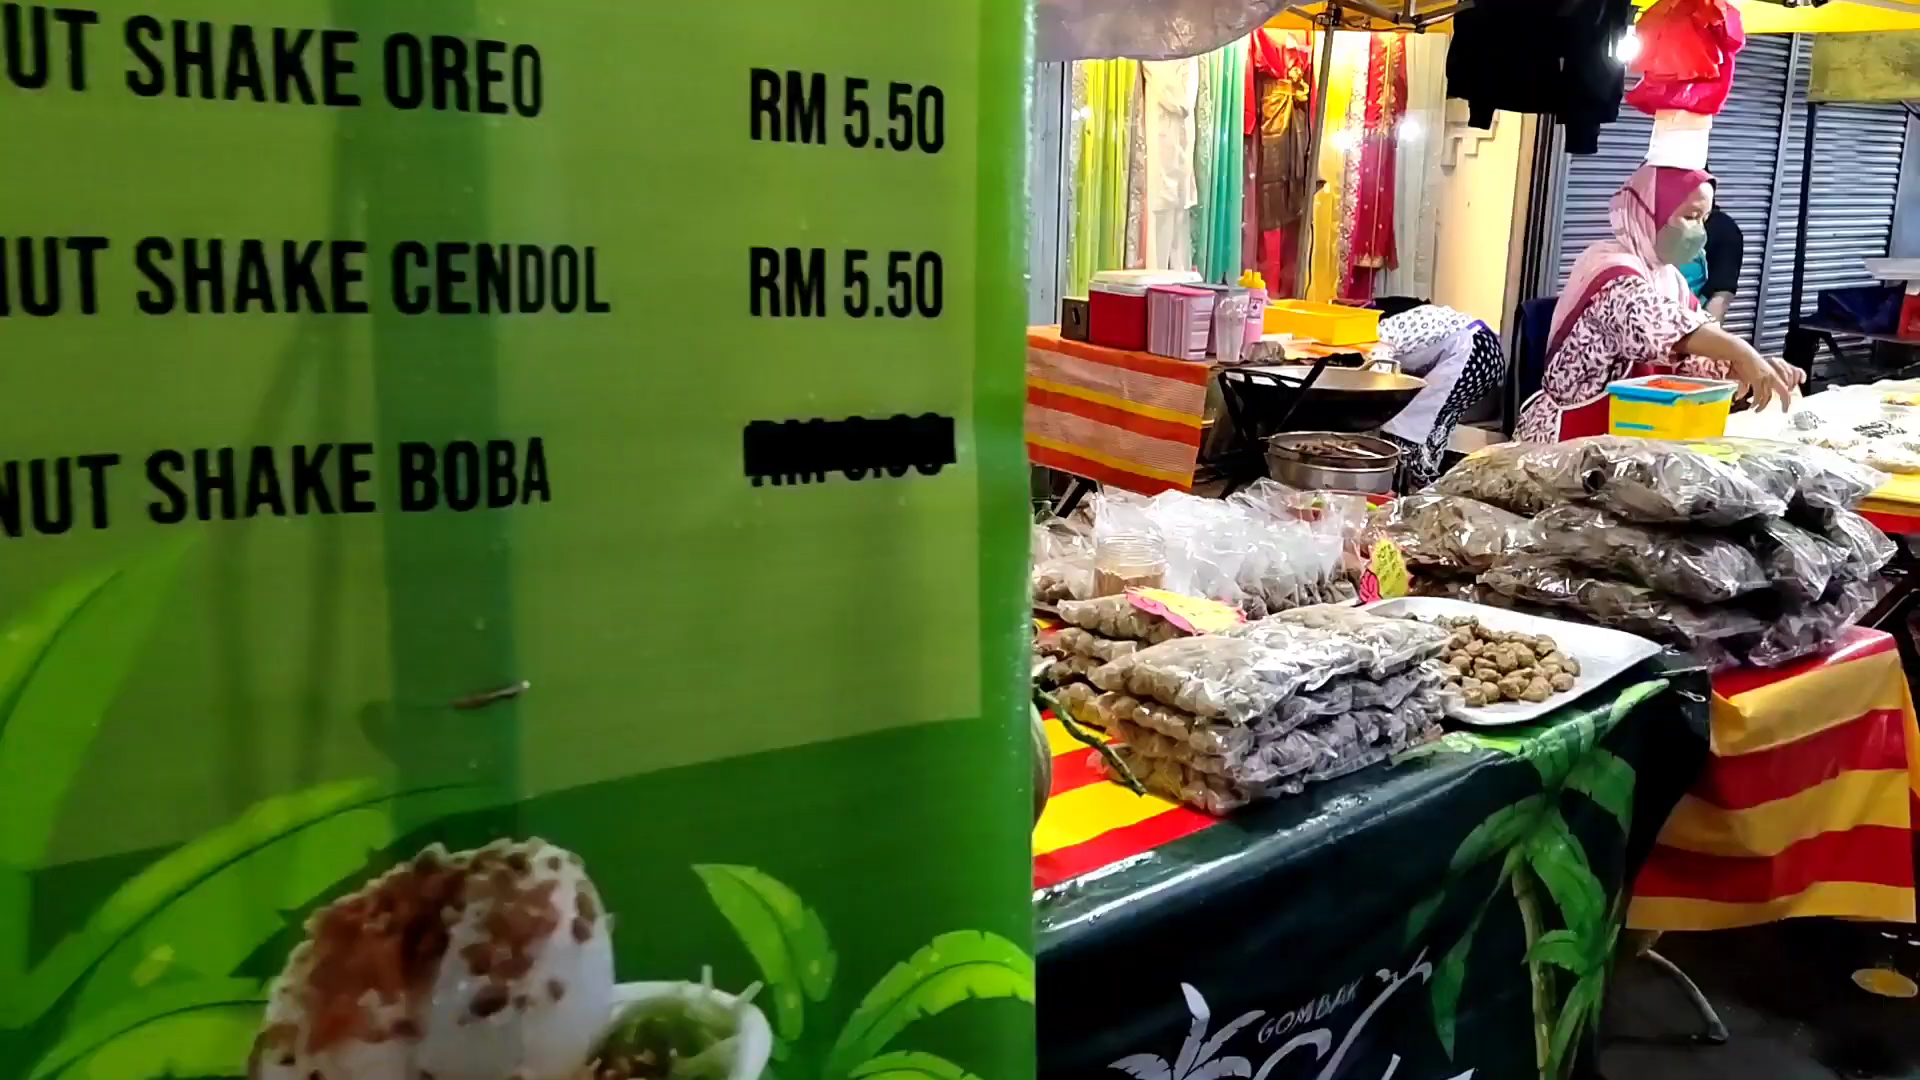 UT SHAKE OREO RM 5.50
NUT SHAKE CENDOL RM 5.50
NUT SHAKE BOBA
GOMBAK